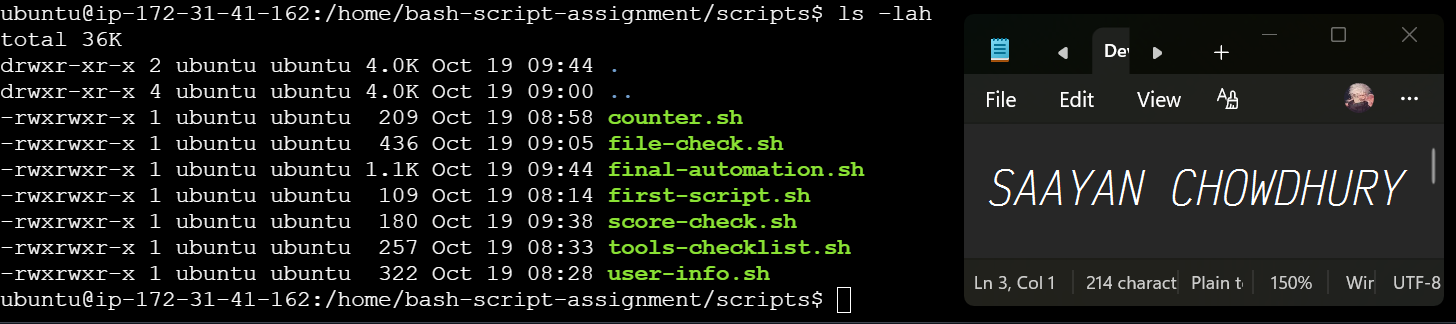 ubuntu@ip-172-31-41-162:/home/bash-script-assignment/scripts$ ls -lah
total 36K
drwxr-xr-x 2 ubuntu ubuntu 4.0K Oct 19 09:44 .
drwxr-xr-x 4 ubuntu ubuntu 4.0K Oct 19 09:00 ..
-rwxrwxr-x 1 ubuntu ubuntu  209 Oct 19 08:58 counter.sh
-rwxrwxr-x 1 ubuntu ubuntu  436 Oct 19 09:05 file-check.sh
-rwxrwxr-x 1 ubuntu ubuntu 1.1K Oct 19 09:44 final-automation.sh
-rwxrwxr-x 1 ubuntu ubuntu  109 Oct 19 08:14 first-script.sh
-rwxrwxr-x 1 ubuntu ubuntu  180 Oct 19 09:38 score-check.sh
-rwxrwxr-x 1 ubuntu ubuntu  257 Oct 19 08:33 tools-checklist.sh
-rwxrwxr-x 1 ubuntu ubuntu  322 Oct 19 08:28 user-info.sh
ubuntu@ip-172-31-41-162:/home/bash-script-assignment/scripts$
De
File Edit View
SAAYAN CHOWDHURY
Ln 3, Col 1 214 charact Plain t 150% Wir UTF-8